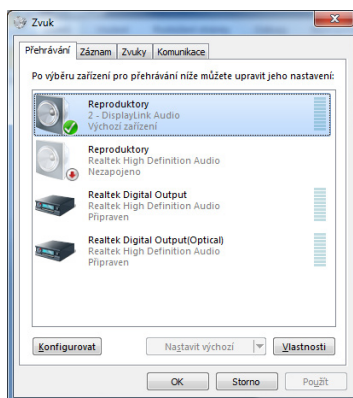 Zvuk
Přehrávání Záznam Zvuky Komunikace
Po výběru zařízení pro přehrávání níže můžete upravit jeho nastavení:
Reproduktory
2 - DisplayLink Audio
Výchozí zařízení
Reproduktory
Realtek High Definition Audio
Nezapojeno
Realtek Digital Output
Realtek High Definition Audio
Připraven
Realtek Digital Output(Optical)
Realtek High Definition Audio
Připraven
Konfigurovat Nastavit výchozí Vlastnosti
OK Storno Použít